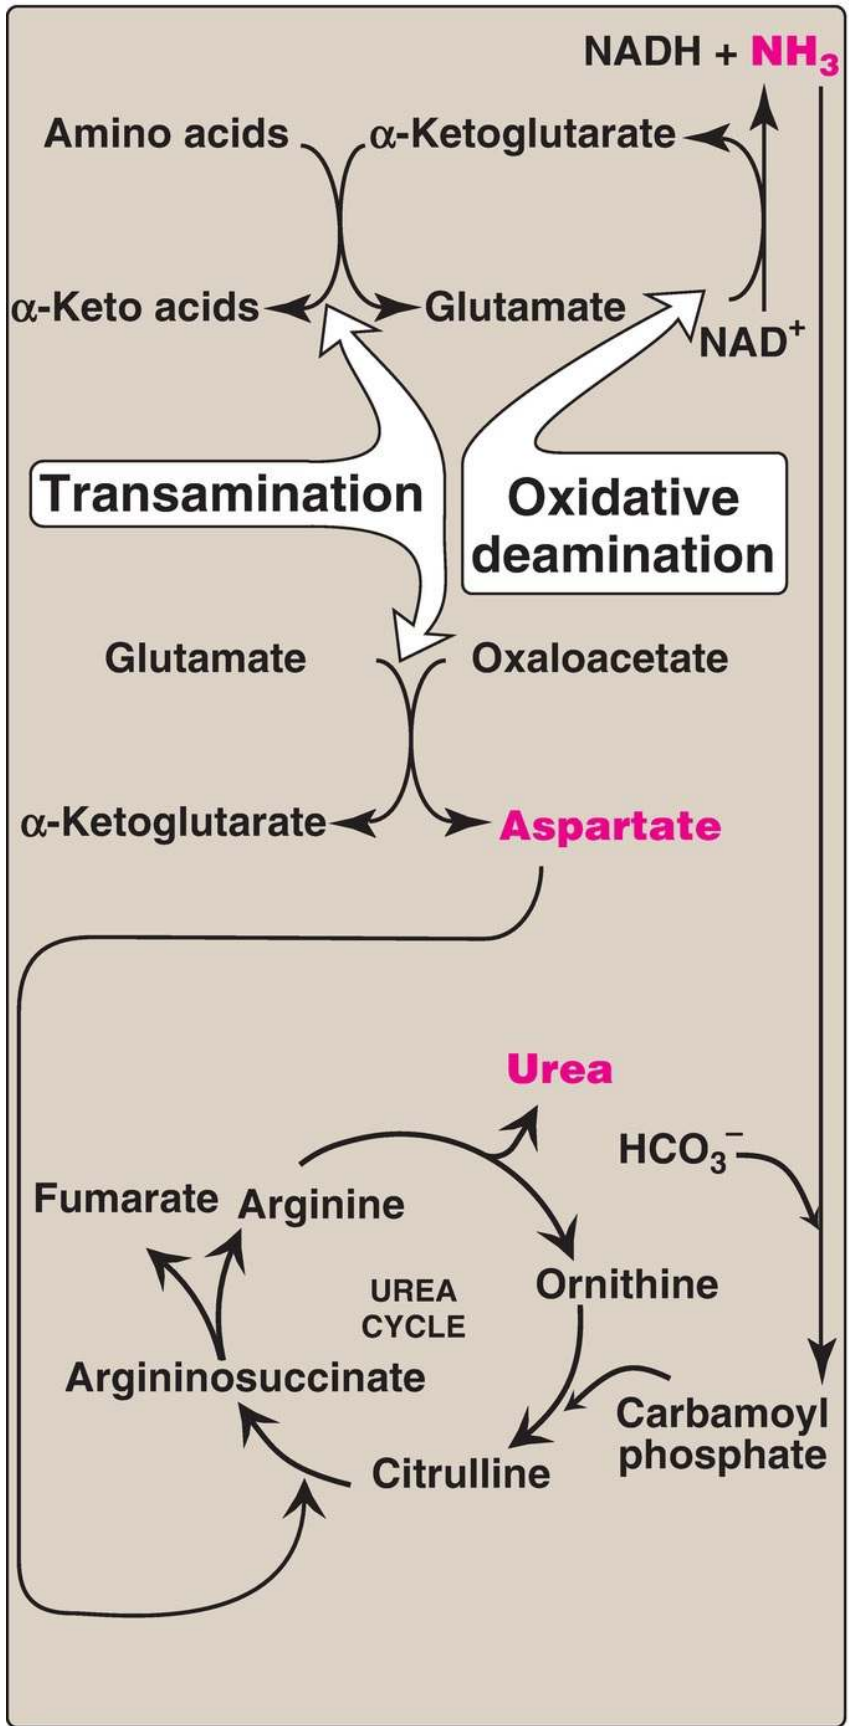 NADH + NH₃
Amino acids
α-Ketoglutarate
α-Keto acids
Glutamate
NAD⁺
Transamination
Oxidative
deamination
Glutamate
Oxaloacetate
α-Ketoglutarate
Aspartate
Urea
HCO₃⁻
Fumarate
Arginine
Ornithine
UREA
CYCLE
Argininosuccinate
Carbamoyl
phosphate
Citrulline